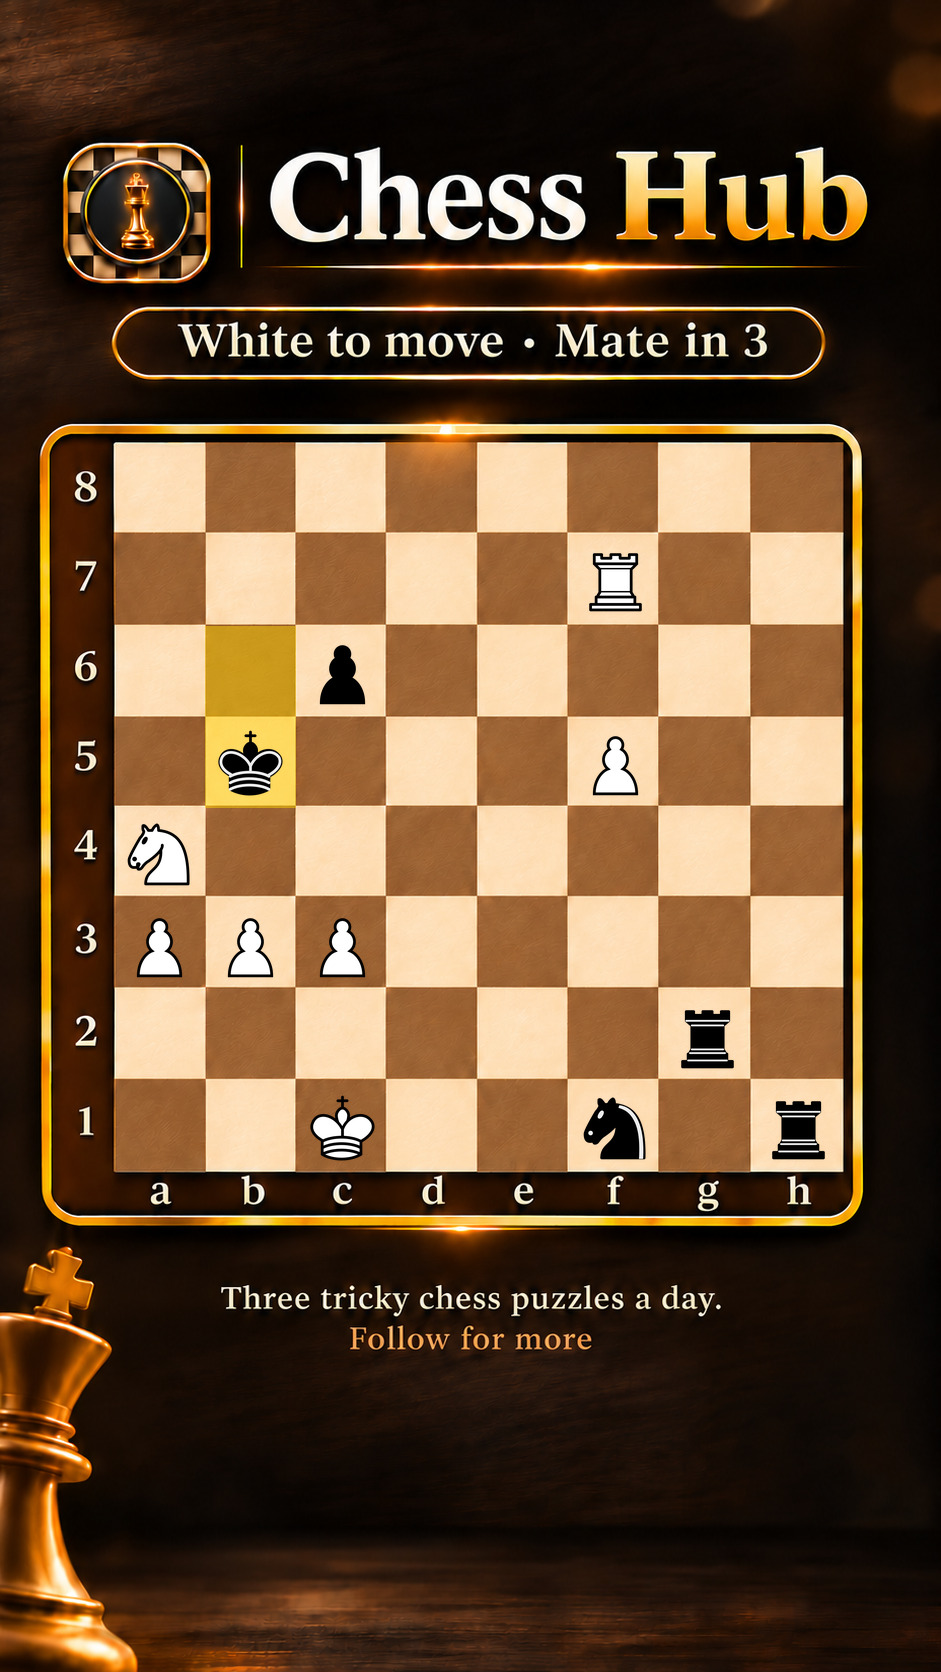 Chess Hub
White to move • Mate in 3
8
7
6
5
4
3
2
1
a b c d e f g h
Three tricky chess puzzles a day.
Follow for more